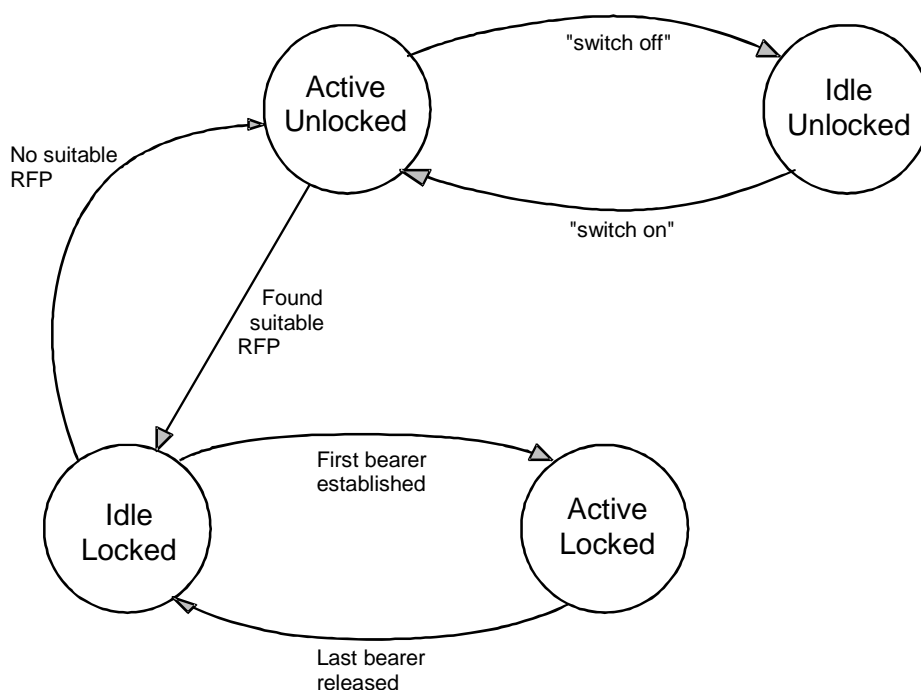 "switch off"
Active
Unlocked
Idle
Unlocked
No suitable
RFP
"switch on"
Found
suitable
RFP
First bearer
established
Idle
Locked
Active
Locked
Last bearer
released